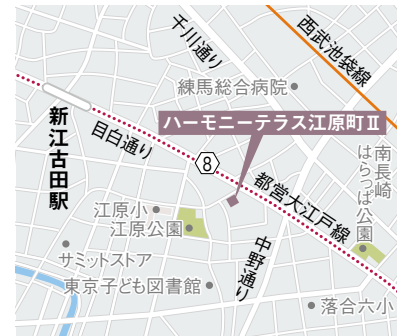 千川通り
西武池袋線
練馬総合病院
ハーモニーテラス江原町Ⅱ
新江古田駅
目白通り
8
都営大江戸線
南長崎
はらっぱ公園
江原小
江原公園
中野通り
サミットストア
東京子ども図書館
落合六小